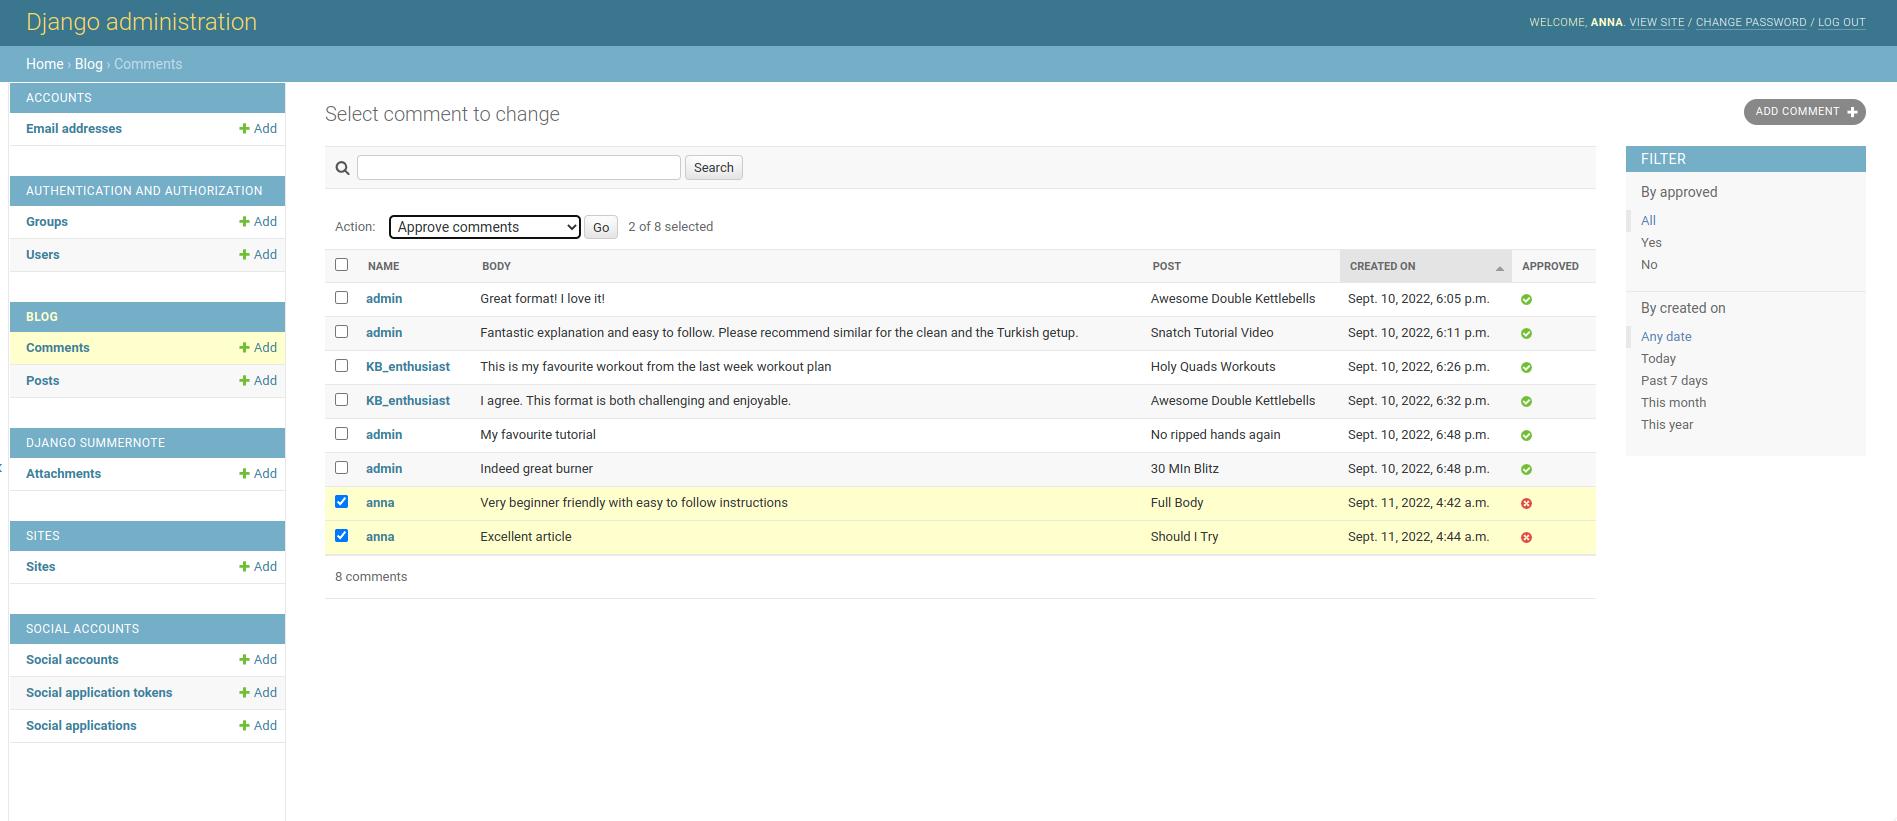 Django administration
WELCOME, ANNA. VIEW SITE / CHANGE PASSWORD / LOG OUT
Home › Blog › Comments
ACCOUNTS
Email addresses Add
AUTHENTICATION AND AUTHORIZATION
Groups Add
Users Add
BLOG
Comments Add
Posts Add
DJANGO SUMMERNOTE
Attachments Add
SITES
Sites Add
SOCIAL ACCOUNTS
Social accounts Add
Social application tokens Add
Social applications Add
Select comment to change
ADD COMMENT
Search
Action: Approve comments Go 2 of 8 selected
NAME BODY POST CREATED ON APPROVED
admin Great format! I love it! Awesome Double Kettlebells Sept. 10, 2022, 6:05 p.m.
admin Fantastic explanation and easy to follow. Please recommend similar for the clean and the Turkish getup. Snatch Tutorial Video Sept. 10, 2022, 6:11 p.m.
KB_enthusiast This is my favourite workout from the last week workout plan Holy Quads Workouts Sept. 10, 2022, 6:26 p.m.
KB_enthusiast I agree. This format is both challenging and enjoyable. Awesome Double Kettlebells Sept. 10, 2022, 6:32 p.m.
admin My favourite tutorial No ripped hands again Sept. 10, 2022, 6:48 p.m.
admin Indeed great burner 30 MIn Blitz Sept. 10, 2022, 6:48 p.m.
anna Very beginner friendly with easy to follow instructions Full Body Sept. 11, 2022, 4:42 a.m.
anna Excellent article Should I Try Sept. 11, 2022, 4:44 a.m.
8 comments
FILTER
By approved
All
Yes
No
By created on
Any date
Today
Past 7 days
This month
This year